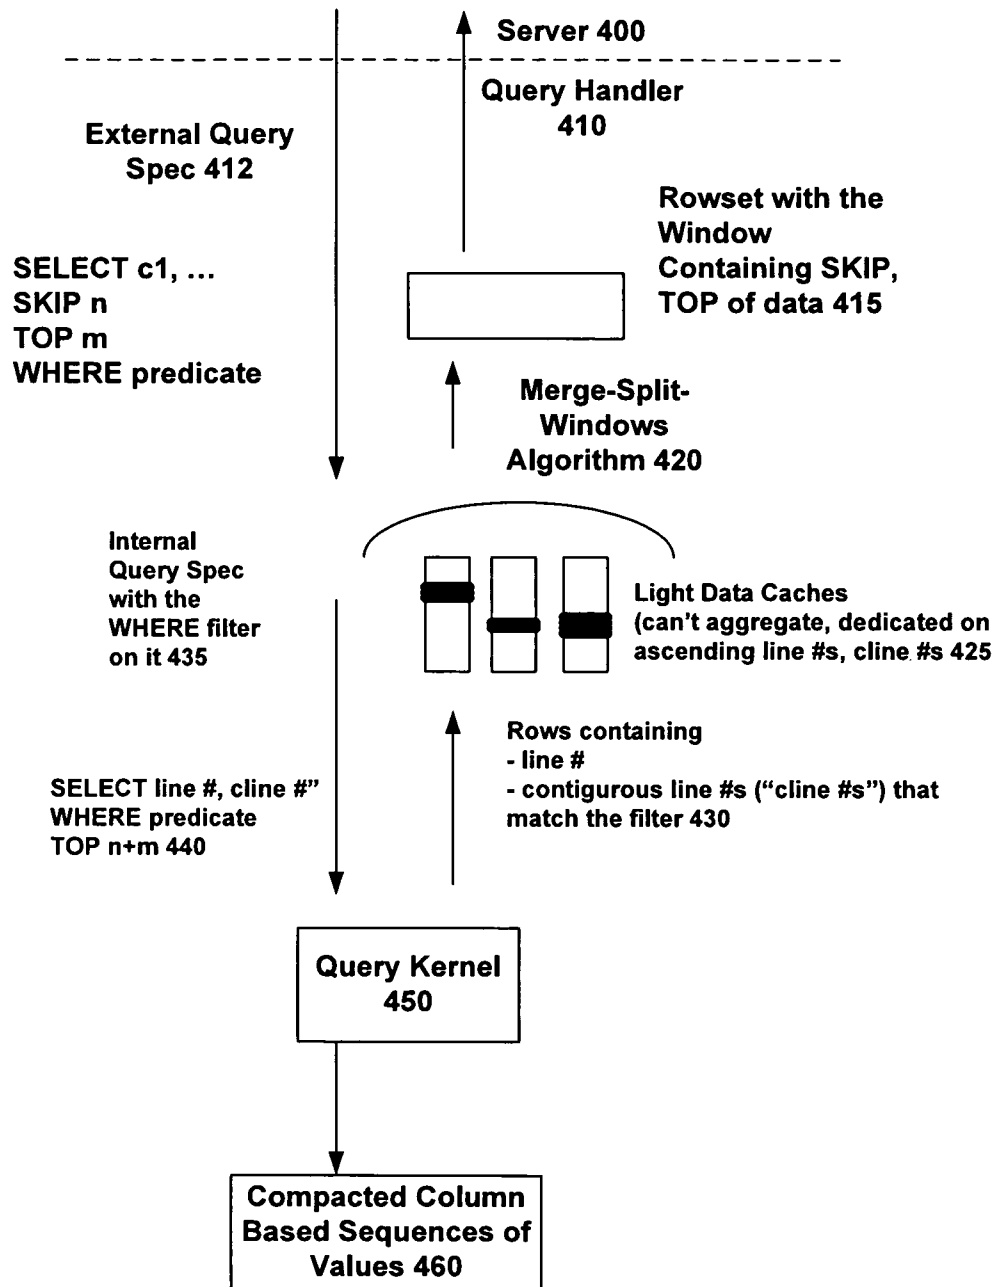 Server 400
Query Handler
410
External Query
Spec 412
Rowset with the
Window
Containing SKIP,
TOP of data 415
SELECT c1, ...
SKIP n
TOP m
WHERE predicate
Merge-Split-
Windows
Algorithm 420
Internal
Query Spec
with the
WHERE filter
on it 435
Light Data Caches
(can't aggregate, dedicated on
ascending line #s, cline #s 425
Rows containing
- line #
- contigurous line #s (“cline #s”) that
match the filter 430
SELECT line #, cline #”
WHERE predicate
TOP n+m 440
Query Kernel
450
Compacted Column
Based Sequences of
Values 460